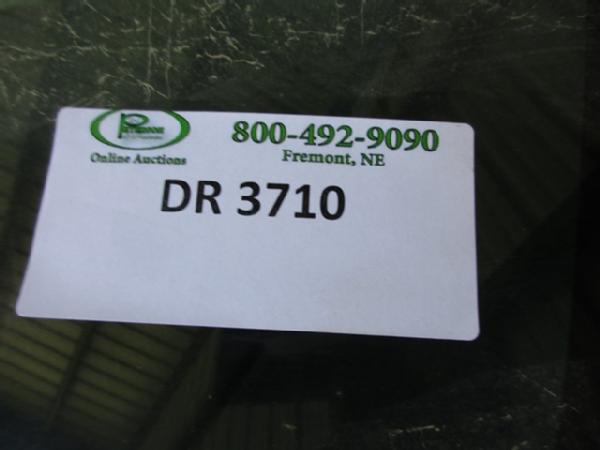 800-492-9090
Online Auctions
Fremont, NE
DR 3710